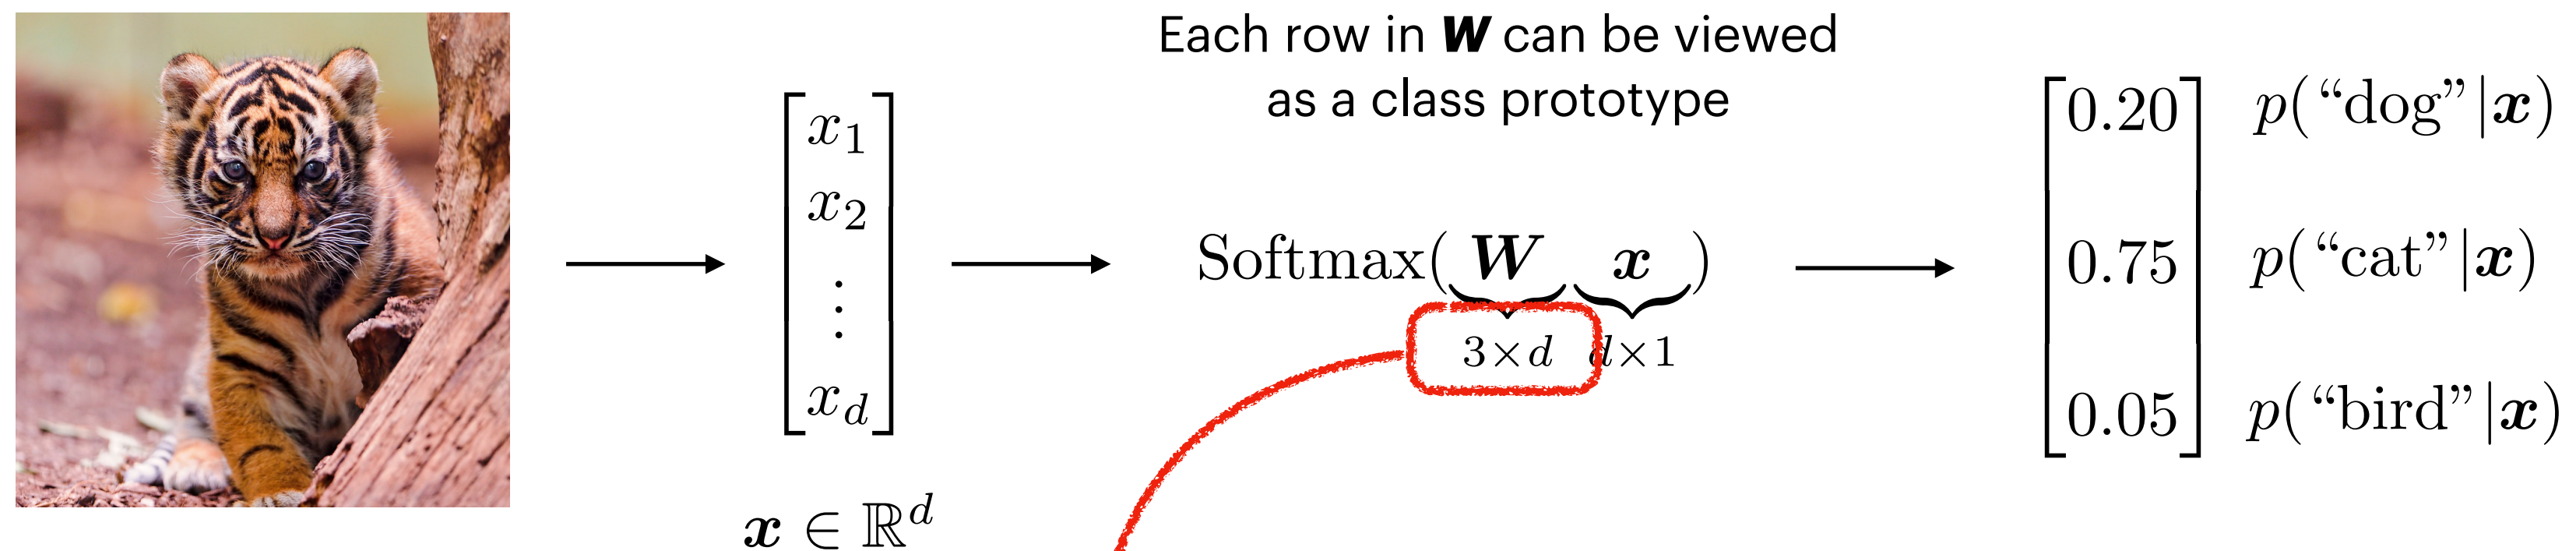 Each row in W can be viewed
as a class prototype
x₁
x₂
⋮
x_d
x ∈ ℝᵈ
Softmax(W x)
3×d d×1
0.20 p(“dog”|x)
0.75 p(“cat”|x)
0.05 p(“bird”|x)